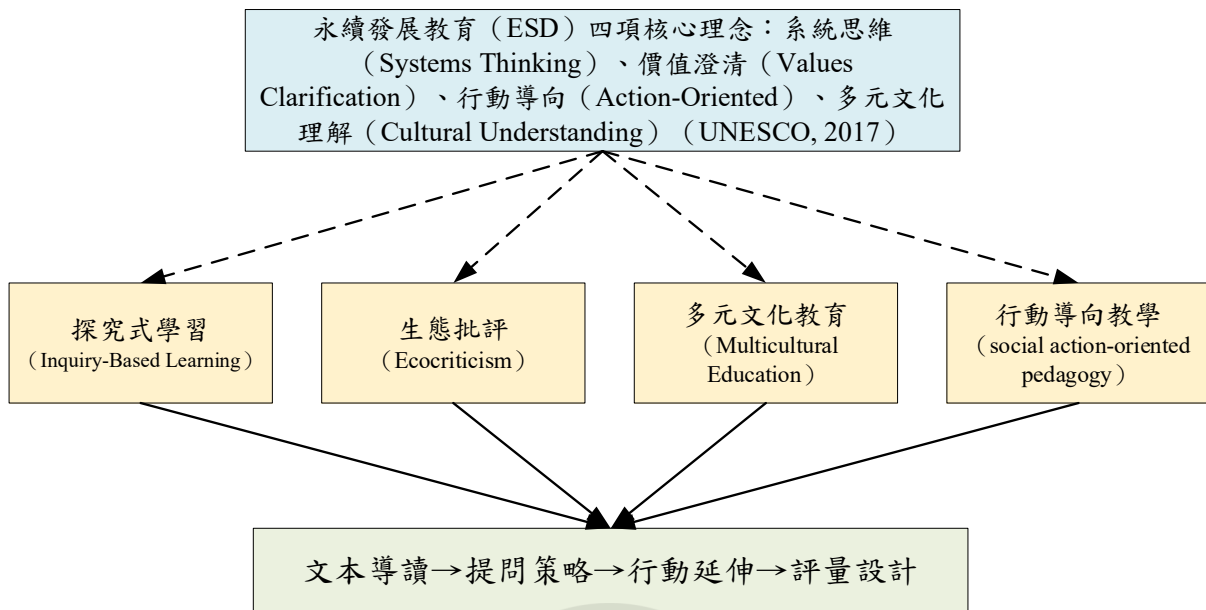 永續發展教育（ESD）四項核心理念：系統思維
（Systems Thinking）、價值澄清（Values
Clarification）、行動導向（Action-Oriented）、多元文化
理解（Cultural Understanding）（UNESCO, 2017）
探究式學習
（Inquiry-Based Learning）
生態批評
（Ecocriticism）
多元文化教育
（Multicultural
Education）
行動導向教學
（social action-oriented
pedagogy）
文本導讀→提問策略→行動延伸→評量設計